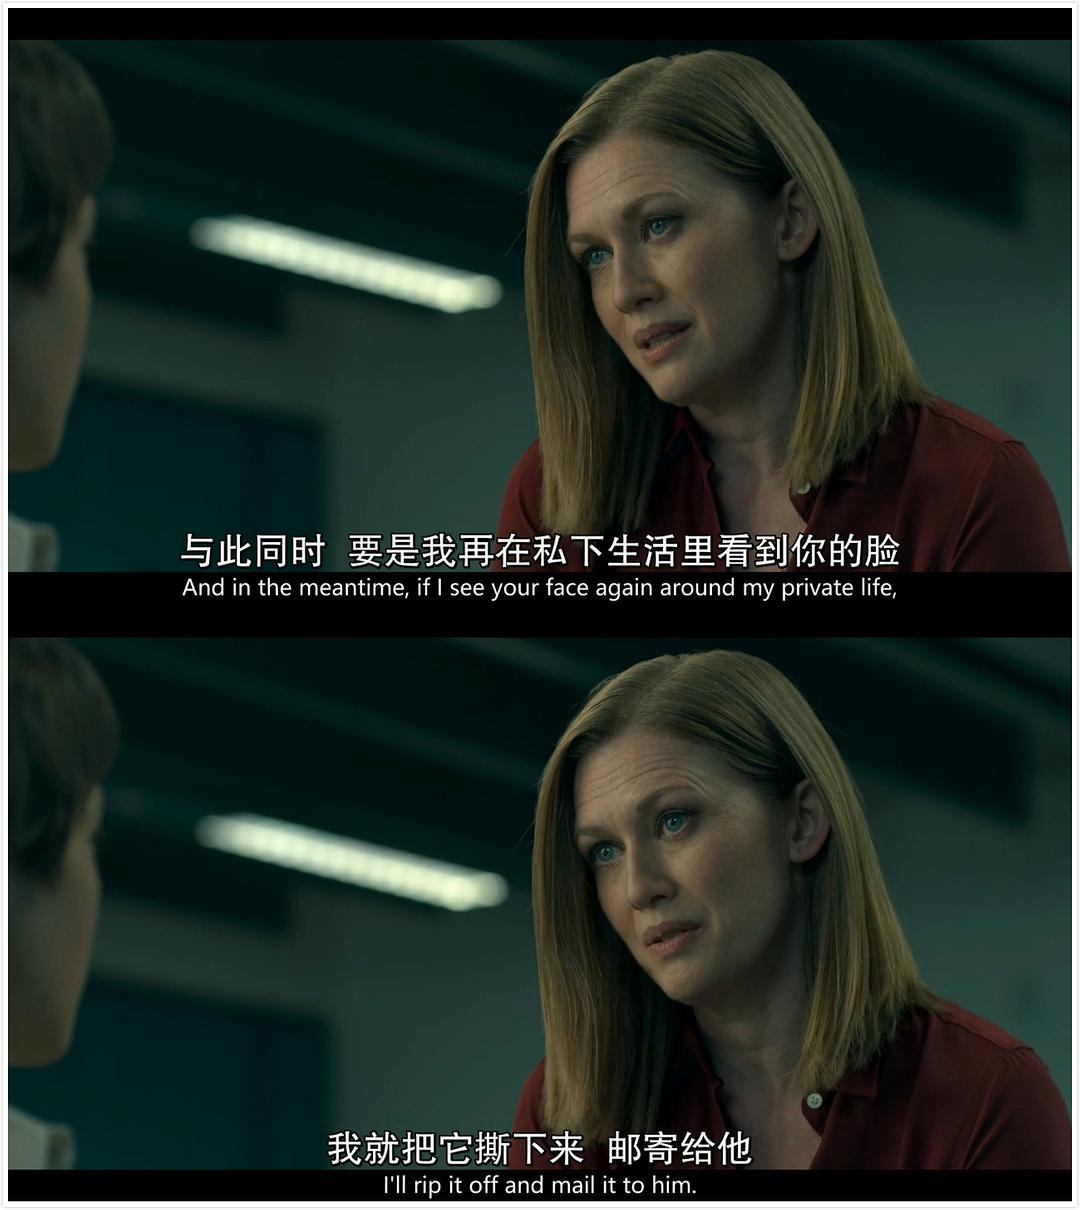 与此同时 要是我再在私下生活里看到你的脸
And in the meantime, if I see your face again around my private life,
我就把它撕下来 邮寄给他
I'll rip it off and mail it to him.